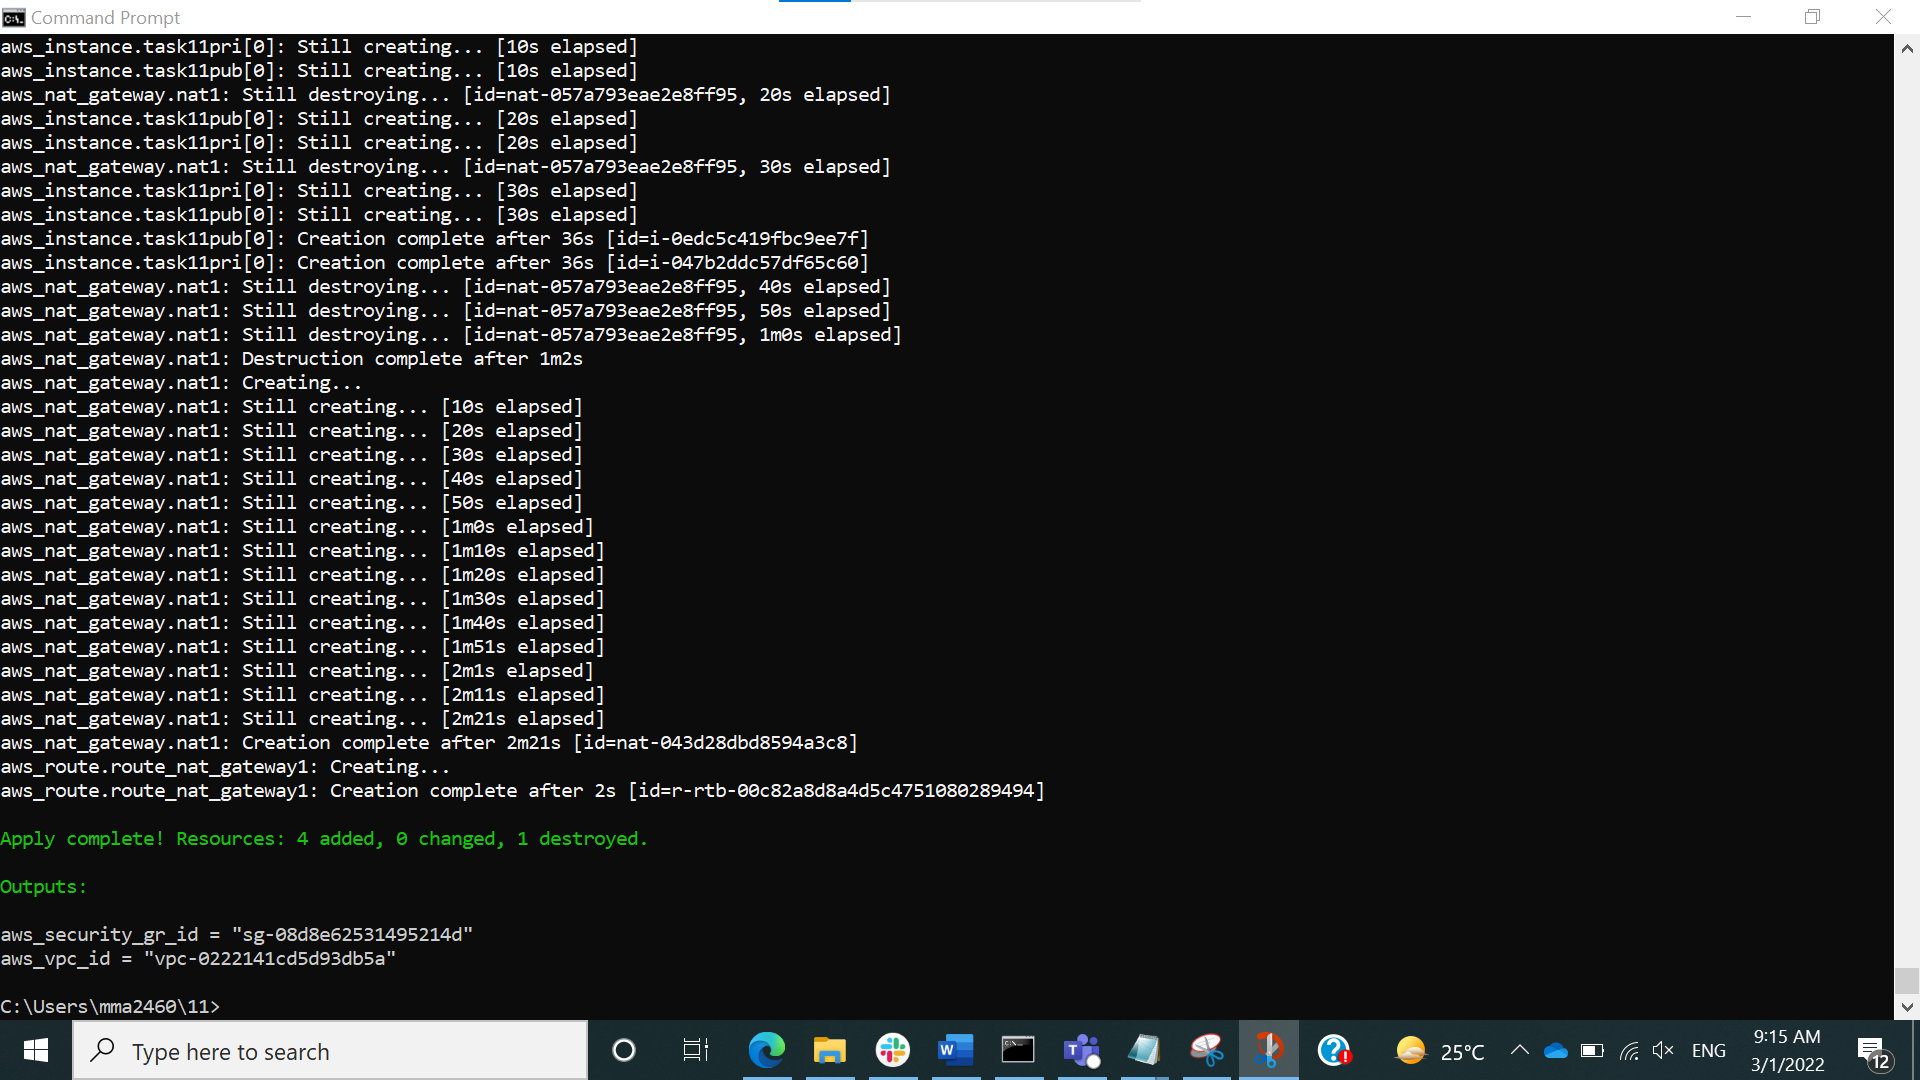 Command Prompt
aws_instance.task11pri[0]: Still creating... [10s elapsed]
aws_instance.task11pub[0]: Still creating... [10s elapsed]
aws_nat_gateway.nat1: Still destroying... [id=nat-057a793eae2e8ff95, 20s elapsed]
aws_instance.task11pub[0]: Still creating... [20s elapsed]
aws_instance.task11pri[0]: Still creating... [20s elapsed]
aws_nat_gateway.nat1: Still destroying... [id=nat-057a793eae2e8ff95, 30s elapsed]
aws_instance.task11pri[0]: Still creating... [30s elapsed]
aws_instance.task11pub[0]: Still creating... [30s elapsed]
aws_instance.task11pub[0]: Creation complete after 36s [id=i-0edc5c419fbc9ee7f]
aws_instance.task11pri[0]: Creation complete after 36s [id=i-047b2ddc57df65c60]
aws_nat_gateway.nat1: Still destroying... [id=nat-057a793eae2e8ff95, 40s elapsed]
aws_nat_gateway.nat1: Still destroying... [id=nat-057a793eae2e8ff95, 50s elapsed]
aws_nat_gateway.nat1: Still destroying... [id=nat-057a793eae2e8ff95, 1m0s elapsed]
aws_nat_gateway.nat1: Destruction complete after 1m2s
aws_nat_gateway.nat1: Creating...
aws_nat_gateway.nat1: Still creating... [10s elapsed]
aws_nat_gateway.nat1: Still creating... [20s elapsed]
aws_nat_gateway.nat1: Still creating... [30s elapsed]
aws_nat_gateway.nat1: Still creating... [40s elapsed]
aws_nat_gateway.nat1: Still creating... [50s elapsed]
aws_nat_gateway.nat1: Still creating... [1m0s elapsed]
aws_nat_gateway.nat1: Still creating... [1m10s elapsed]
aws_nat_gateway.nat1: Still creating... [1m20s elapsed]
aws_nat_gateway.nat1: Still creating... [1m30s elapsed]
aws_nat_gateway.nat1: Still creating... [1m40s elapsed]
aws_nat_gateway.nat1: Still creating... [1m51s elapsed]
aws_nat_gateway.nat1: Still creating... [2m1s elapsed]
aws_nat_gateway.nat1: Still creating... [2m11s elapsed]
aws_nat_gateway.nat1: Still creating... [2m21s elapsed]
aws_nat_gateway.nat1: Creation complete after 2m21s [id=nat-043d28dbd8594a3c8]
aws_route.route_nat_gateway1: Creating...
aws_route.route_nat_gateway1: Creation complete after 2s [id=r-rtb-00c82a8d8a4d5c4751080289494]
Apply complete! Resources: 4 added, 0 changed, 1 destroyed.
Outputs:
aws_security_gr_id = "sg-08d8e62531495214d"
aws_vpc_id = "vpc-0222141cd5d93db5a"
C:\Users\mma2460\11>
Type here to search
25°C
ENG
9:15 AM
3/1/2022
12